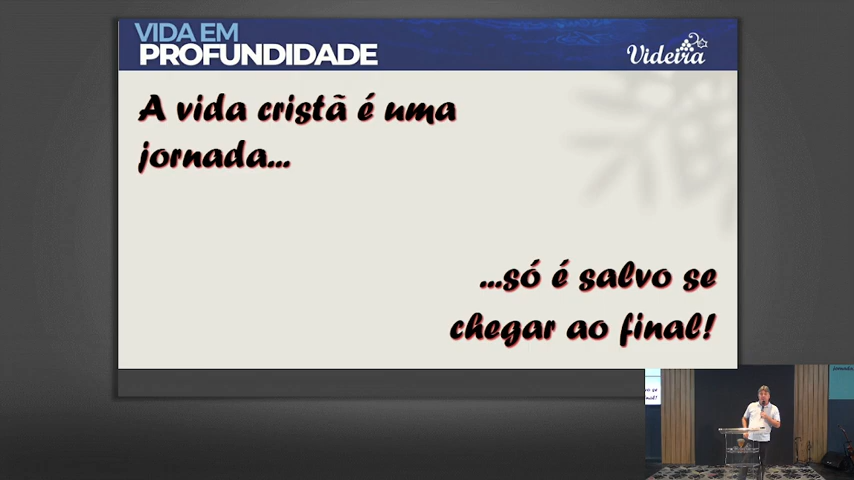 VIDA EM
PROFUNDIDADE
Videira
A vida cristã é uma
jornada...
...só é salvo se
chegar ao final!